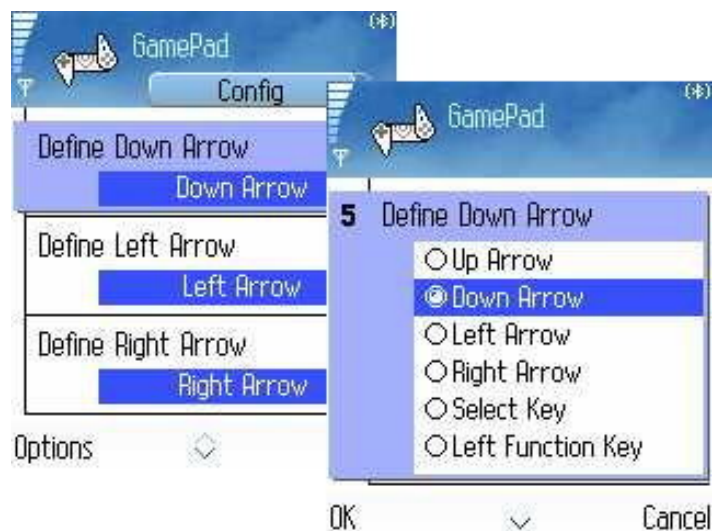 GamePad
Config
Define Down Arrow
Down Arrow
Define Left Arrow
Left Arrow
Define Right Arrow
Right Arrow
Options
GamePad
5 Define Down Arrow
Up Arrow
Down Arrow
Left Arrow
Right Arrow
Select Key
Left Function Key
OK Cancel